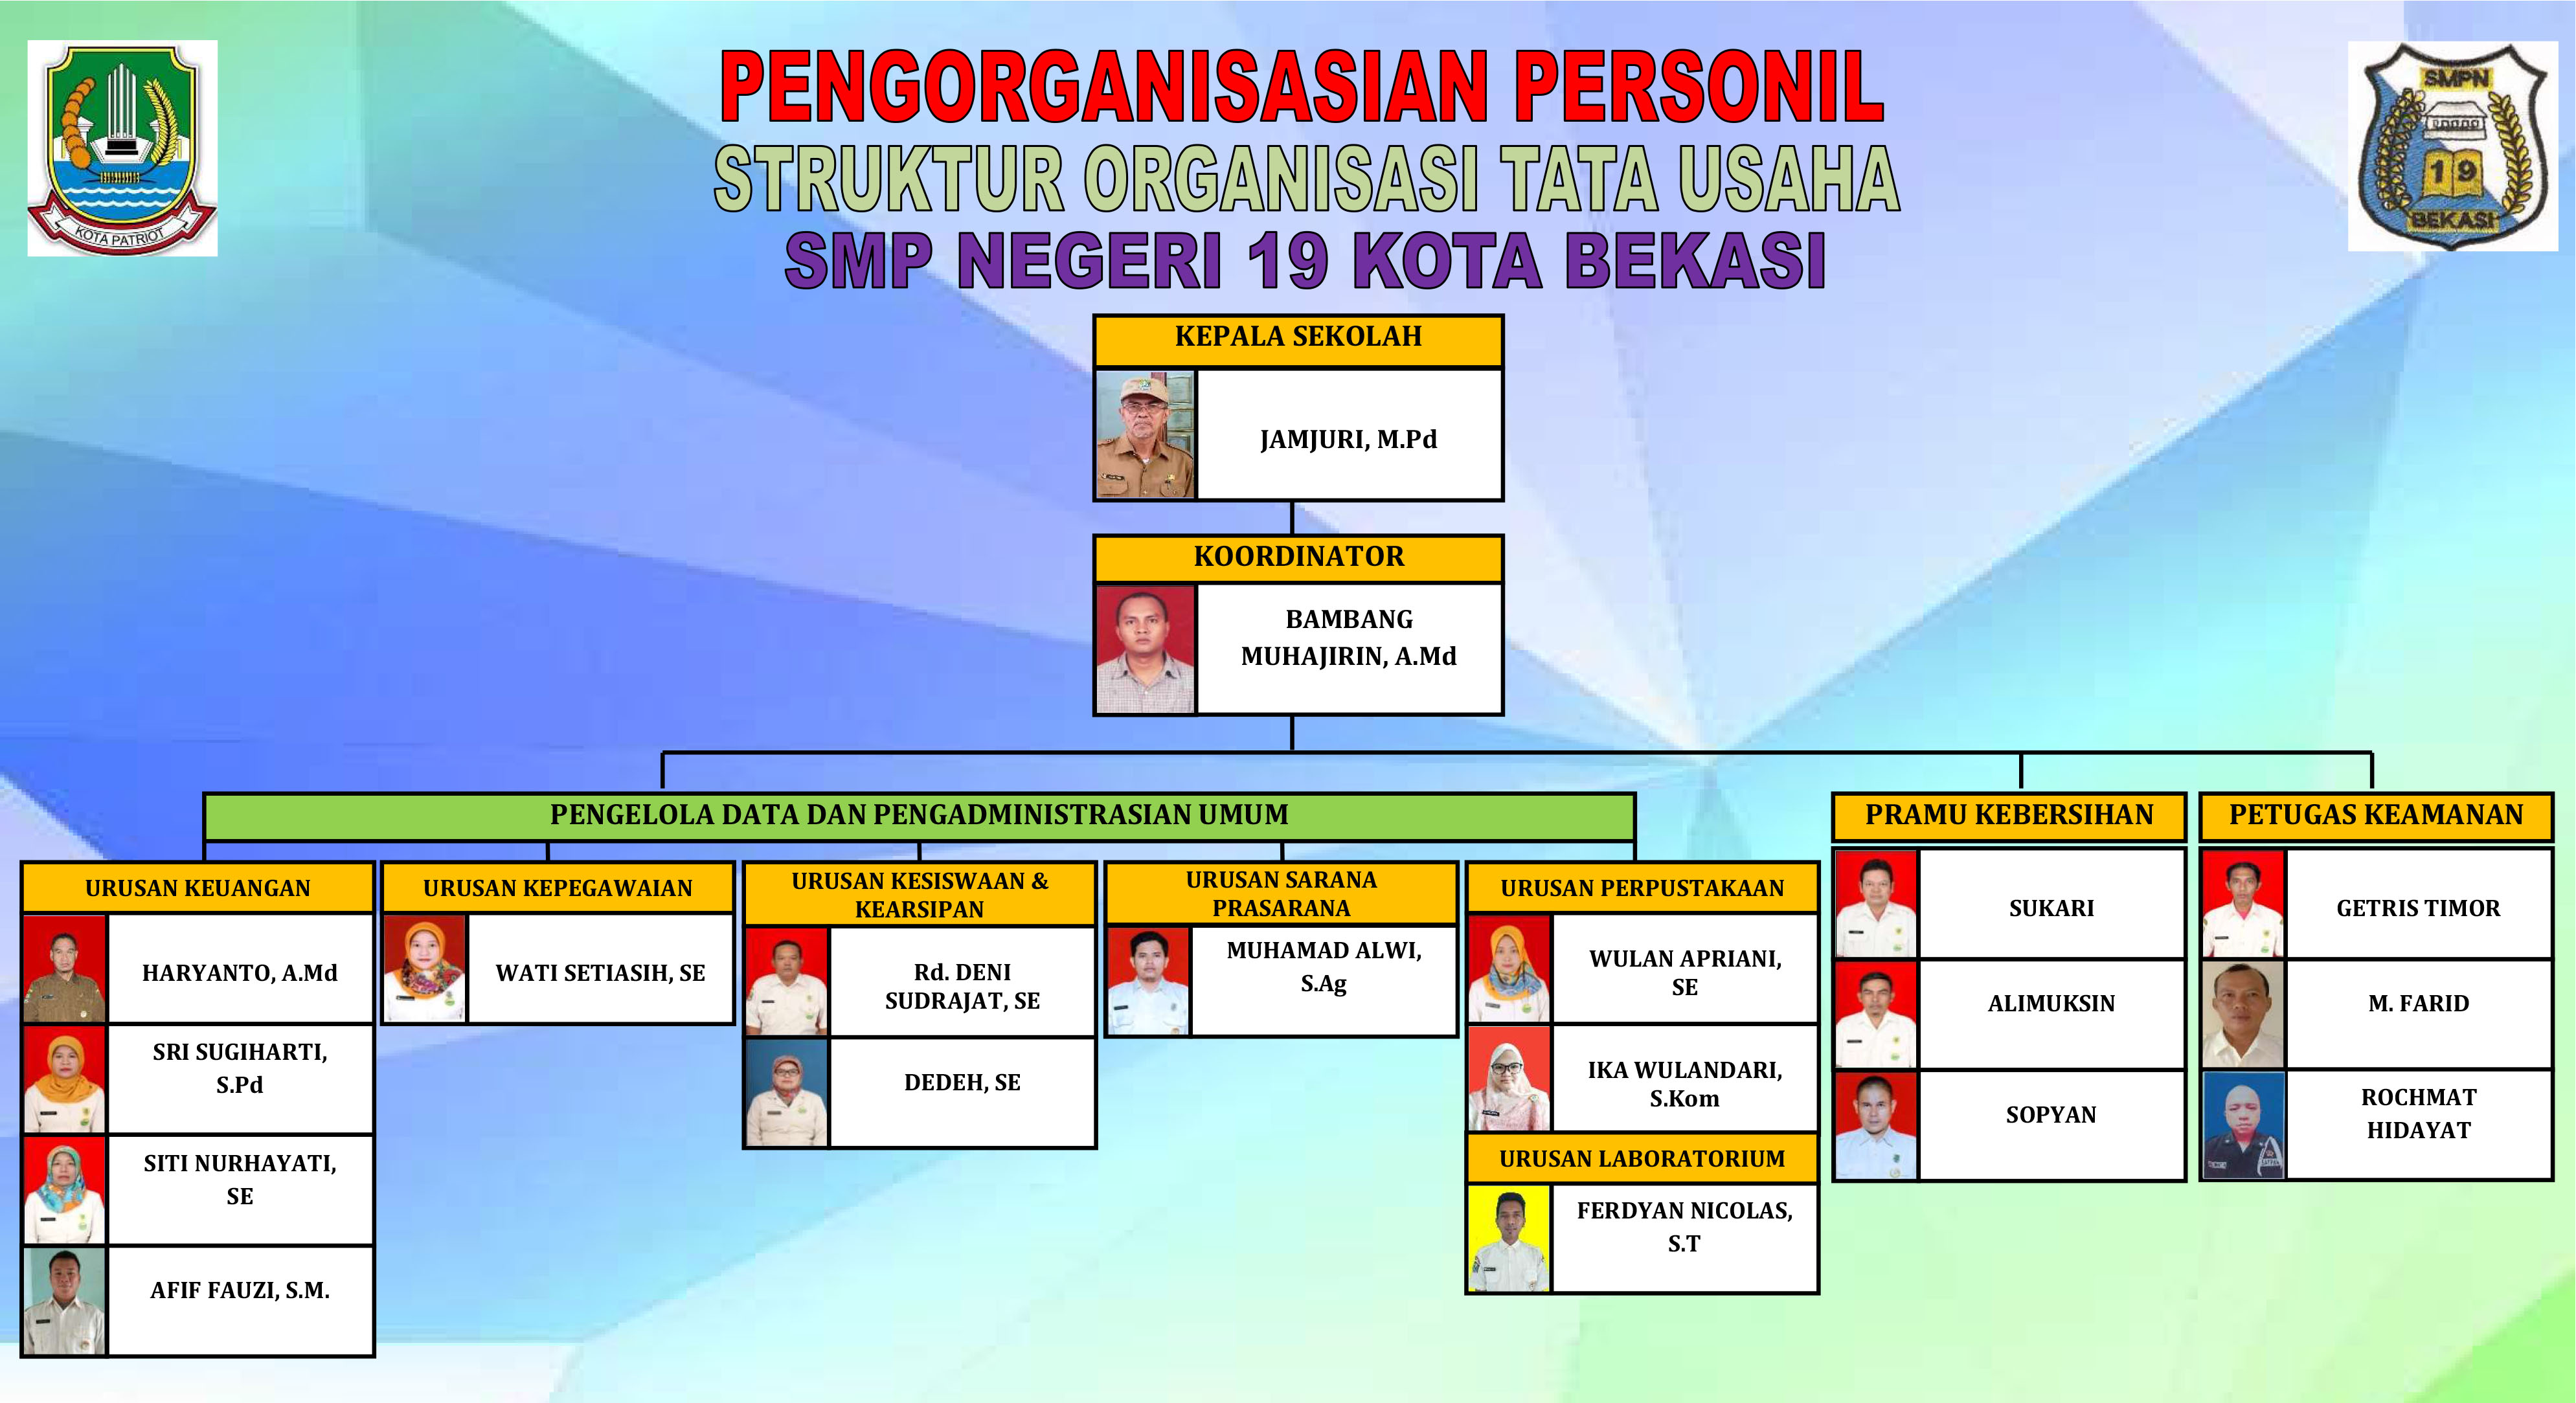 KOTA PATRIOT
SMPN
19
BEKASI
PENGORGANISASIAN PERSONIL
STRUKTUR ORGANISASI TATA USAHA
SMP NEGERI 19 KOTA BEKASI
KEPALA SEKOLAH
JAMJURI, M.Pd
KOORDINATOR
BAMBANG
MUHAJIRIN, A.Md
PENGELOLA DATA DAN PENGADMINISTRASIAN UMUM
URUSAN KEUANGAN
HARYANTO, A.Md
SRI SUGIHARTI,
S.Pd
SITI NURHAYATI,
SE
AFIF FAUZI, S.M.
URUSAN KEPEGAWAIAN
WATI SETIASIH, SE
URUSAN KESISWAAN &
KEARSIPAN
Rd. DENI
SUDRAJAT, SE
DEDEH, SE
URUSAN SARANA
PRASARANA
MUHAMAD ALWI,
S.Ag
URUSAN PERPUSTAKAAN
WULAN APRIANI,
SE
IKA WULANDARI,
S.Kom
URUSAN LABORATORIUM
FERDYAN NICOLAS,
S.T
PRAMU KEBERSIHAN
SUKARI
ALIMUKSIN
SOPYAN
PETUGAS KEAMANAN
GETRIS TIMOR
M. FARID
ROCHMAT
HIDAYAT